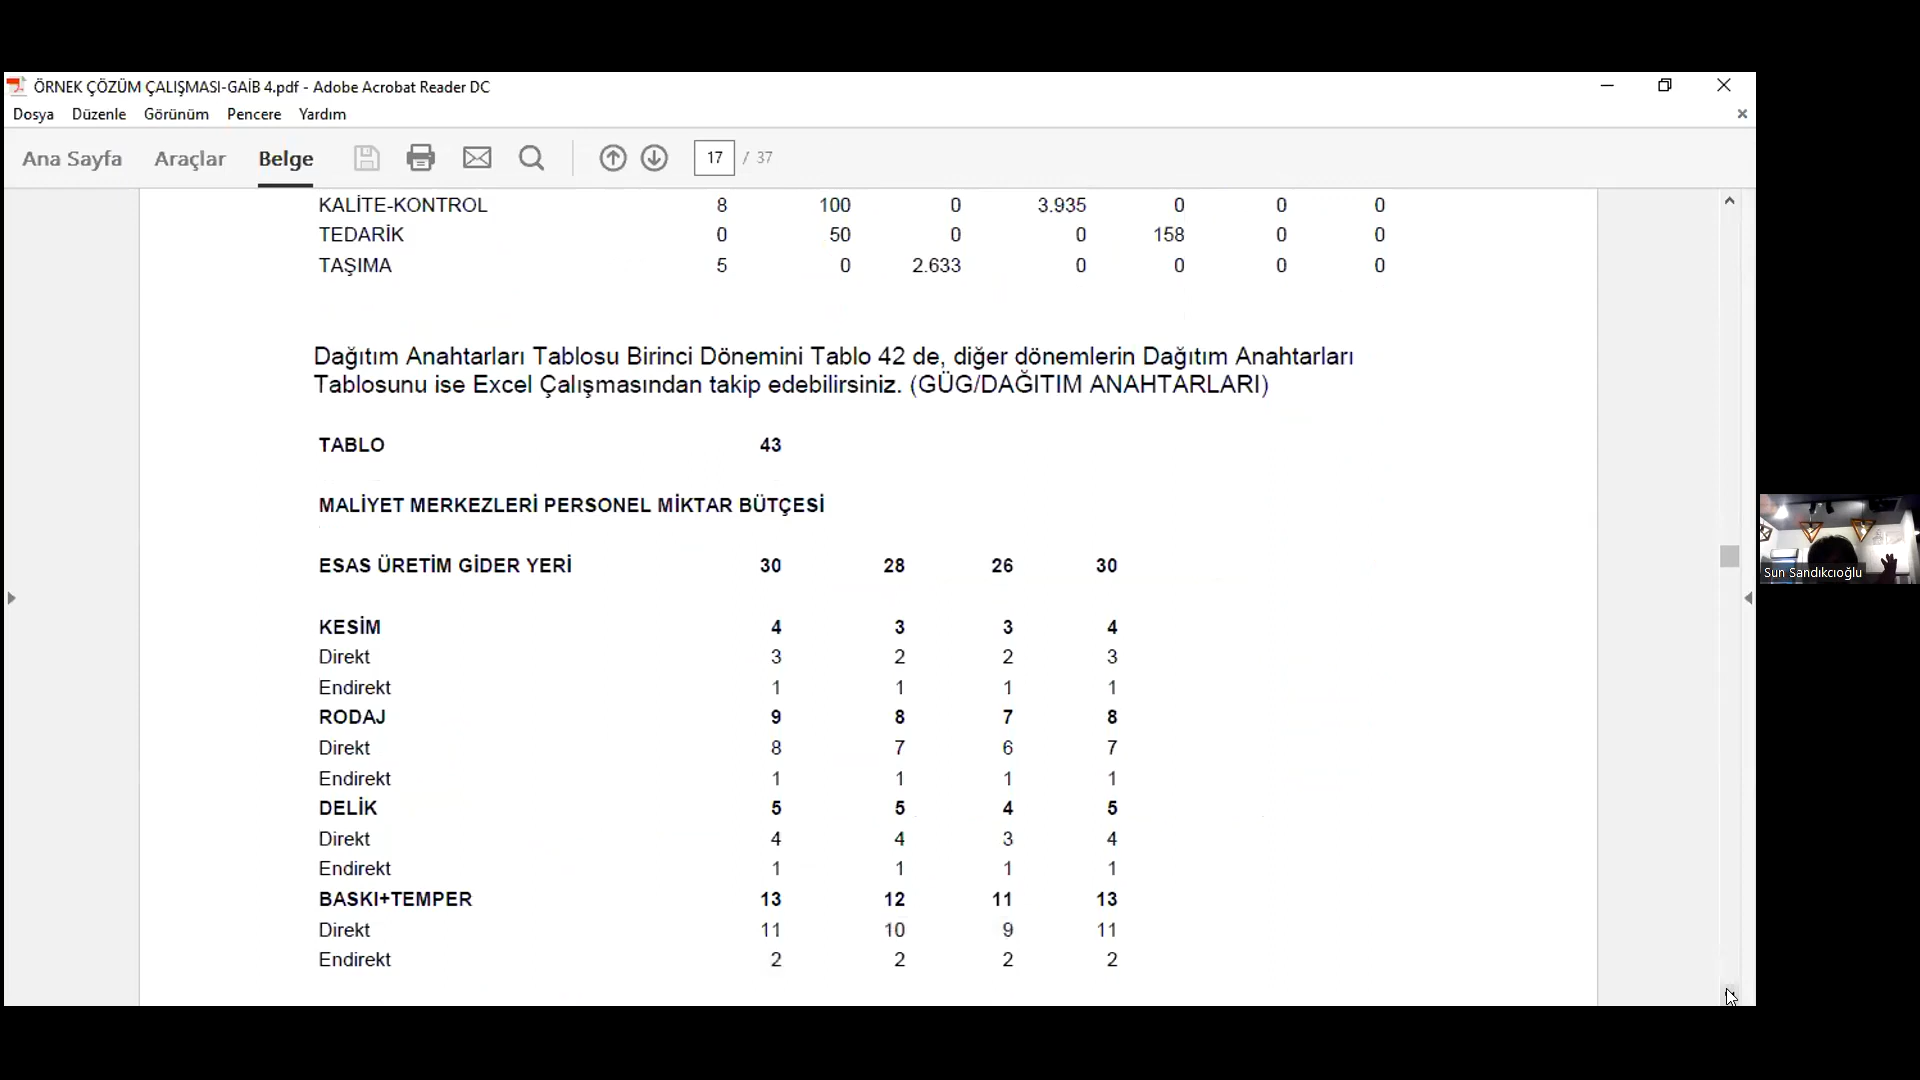 ÖRNEK ÇÖZÜM ÇALIŞMASI-GAİB 4.pdf - Adobe Acrobat Reader DC
Dosya Düzenle Görünüm Pencere Yardım
Ana Sayfa Araçlar Belge 17 / 37
KALİTE-KONTROL 8 100 0 3.935 0 0 0
TEDARİK 0 50 0 0 158 0 0
TAŞIMA 5 0 2.633 0 0 0 0
Dağıtım Anahtarları Tablosu Birinci Dönemini Tablo 42 de, diğer dönemlerin Dağıtım Anahtarları
Tablosunu ise Excel Çalışmasından takip edebilirsiniz. (GÜG/DAĞITIM ANAHTARLARI)
TABLO 43
MALİYET MERKEZLERİ PERSONEL MİKTAR BÜTÇESİ
ESAS ÜRETİM GİDER YERİ 30 28 26 30
KESİM 4 3 3 4
Direkt 3 2 2 3
Endirekt 1 1 1 1
RODAJ 9 8 7 8
Direkt 8 7 6 7
Endirekt 1 1 1 1
DELİK 5 5 4 5
Direkt 4 4 3 4
Endirekt 1 1 1 1
BASKI+TEMPER 13 12 11 13
Direkt 11 10 9 11
Endirekt 2 2 2 2
Sun Sandıkcıoğlu